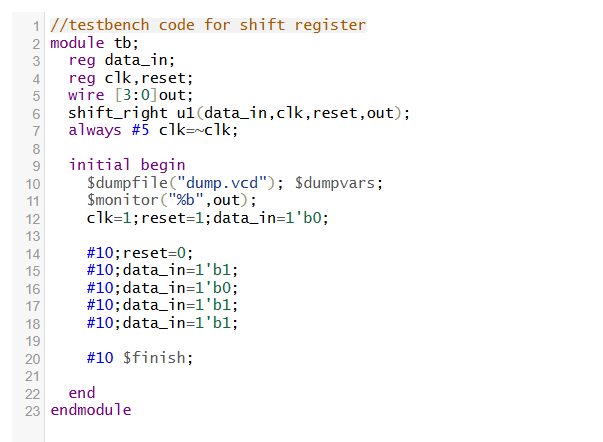 1 //testbench code for shift register
2 module tb;
3   reg data_in;
4   reg clk,reset;
5   wire [3:0]out;
6   shift_right u1(data_in,clk,reset,out);
7   always #5 clk=~clk;
8
9   initial begin
10     $dumpfile("dump.vcd"); $dumpvars;
11     $monitor("%b",out);
12     clk=1;reset=1;data_in=1'b0;
13
14     #10;reset=0;
15     #10;data_in=1'b1;
16     #10;data_in=1'b0;
17     #10;data_in=1'b1;
18     #10;data_in=1'b1;
19
20     #10 $finish;
21
22   end
23 endmodule